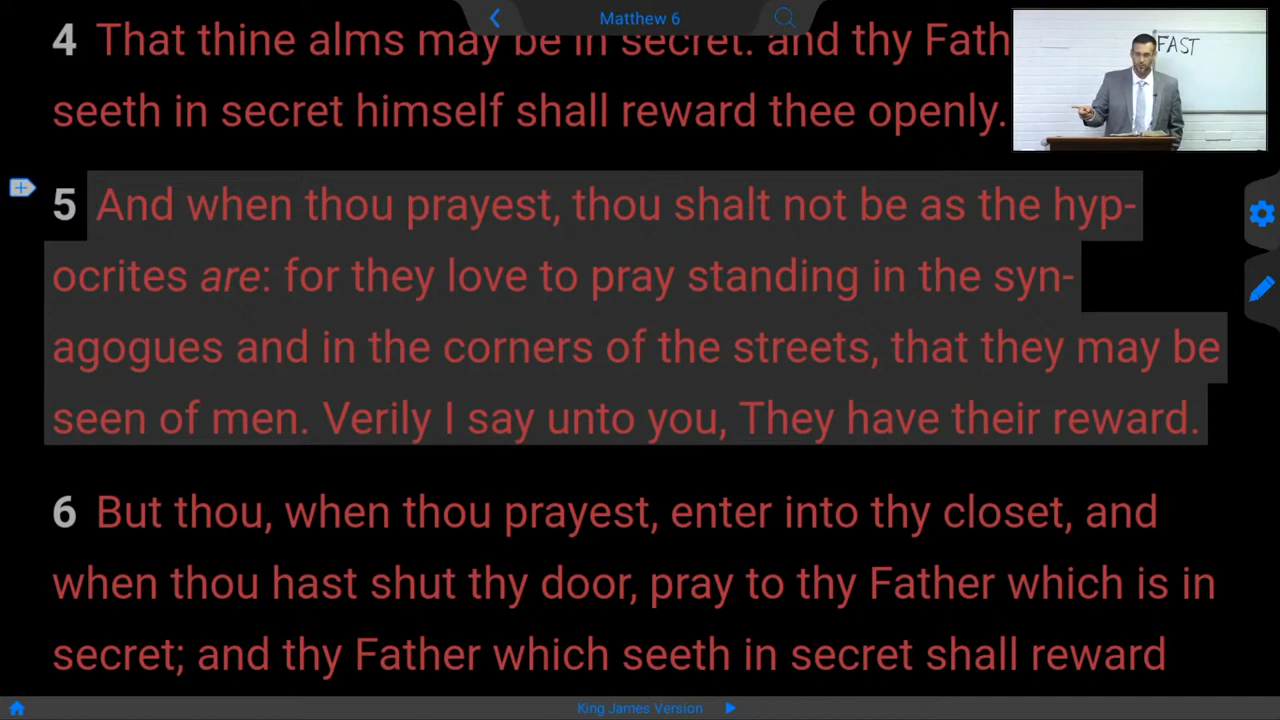 Matthew 6
4 That thine alms may be in secret: and thy Fath
seeth in secret himself shall reward thee openly.
FAST
5 And when thou prayest, thou shalt not be as the hyp-
ocrites are: for they love to pray standing in the syn-
agogues and in the corners of the streets, that they may be
seen of men. Verily I say unto you, They have their reward.
6 But thou, when thou prayest, enter into thy closet, and
when thou hast shut thy door, pray to thy Father which is in
secret; and thy Father which seeth in secret shall reward
King James Version